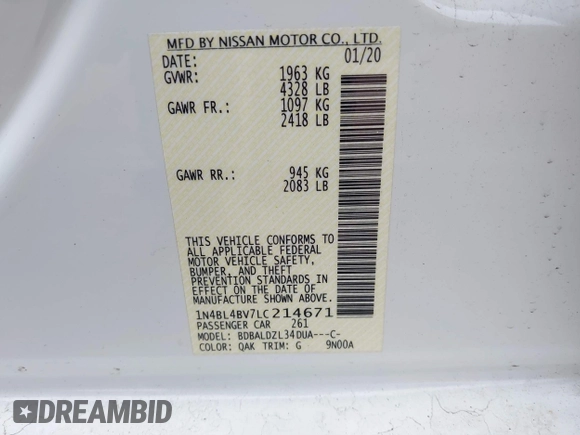 MFD BY NISSAN MOTOR CO., LTD.
DATE: 01/20
GVWR: 1963 KG
4328 LB
GAWR FR.: 1097 KG
2418 LB
GAWR RR.: 945 KG
2083 LB
THIS VEHICLE CONFORMS TO
ALL APPLICABLE FEDERAL
MOTOR VEHICLE SAFETY,
BUMPER, AND THEFT
PREVENTION STANDARDS IN
EFFECT ON THE DATE OF
MANUFACTURE SHOWN ABOVE.
1N4BL4BV7LC214671
PASSENGER CAR 261
MODEL: BDBALDZL34DUA---C-
COLOR: QAK TRIM: G 9N00A
DREAMBID